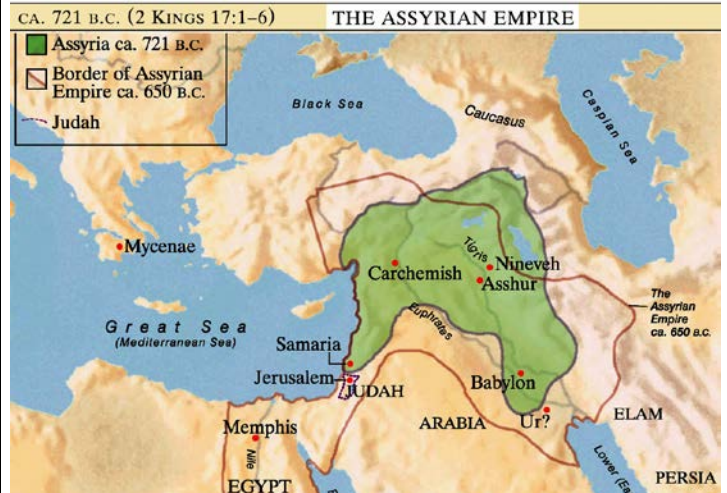 CA. 721 B.C. (2 KINGS 17:1–6)
THE ASSYRIAN EMPIRE
Assyria ca. 721 B.C.
Border of Assyrian
Empire ca. 650 B.C.
Judah
Black Sea
Caucasus
Caspian Sea
Mycenae
Carchemish
Tigris
Nineveh
Asshur
The
Assyrian
Empire
ca. 650 B.C.
Great Sea
(Mediterranean Sea)
Euphrates
Samaria
Jerusalem
JUDAH
Babylon
ARABIA
Ur?
ELAM
Memphis
Nile
EGYPT
Lower
PERSIA